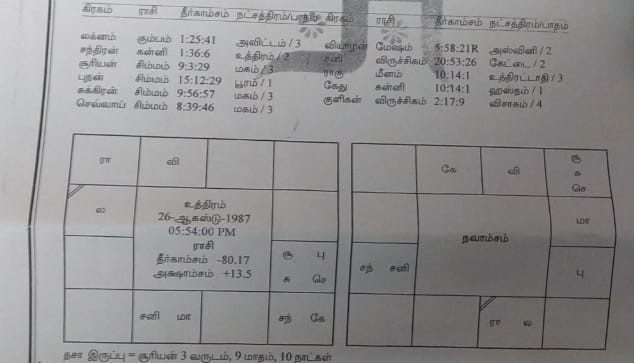 கிரகம் ராசி தீர்காம்சம் நட்சத்திரம்/பாதம் கிரகம் ராசி தீர்காம்சம் நட்சத்திரம்/பாதம்
லக்னம் கும்பம் 1:25:41 அவிட்டம் / 3 வியாழன் மேஷம் 5:58:21R அஸ்வினி / 2
சந்திரன் கன்னி 1:36:6 உத்திரம் / 2 சனி விருச்சிகம் 20:53:26 கேட்டை / 2
சூரியன் சிம்மம் 9:3:29 மகம் / 3 ராகு மீனம் 10:14:1 உத்திரட்டாதி / 3
புதன் சிம்மம் 15:12:29 பூரம் / 1 கேது கன்னி 10:14:1 ஹஸ்தம் / 1
சுக்கிரன் சிம்மம் 9:56:57 மகம் / 3 குளிகன் விருச்சிகம் 2:17:9 விசாகம் / 4
செவ்வாய் சிம்மம் 8:39:46 மகம் / 3
ரா வி
ல
உத்திரம்
26-ஆகஸ்டு-1987
05:54:00 PM
ராசி
தீர்காம்சம் -80.17
அக்ஷாம்சம் +13.5
சூ பு
சு செ
சனி மா சந் கே
கே வி சூ
சு
செ
மா
நவாம்சம்
சந் சனி பு
ரா ல
தசா இருப்பு = சூரியன் 3 வருடம், 9 மாதம், 10 நாட்கள்